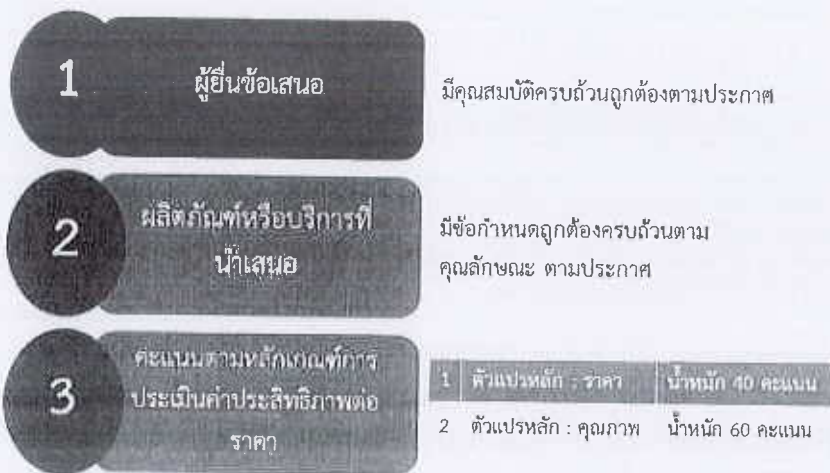 1
ผู้ยื่นข้อเสนอ
มีคุณสมบัติครบถ้วนถูกต้องตามประกาศ
2
ผลิตภัณฑ์หรือบริการที่
นำเสนอ
มีข้อกำหนดถูกต้องครบถ้วนตาม
คุณลักษณะ ตามประกาศ
3
คะแนนตามหลักเกณฑ์การ
ประเมินค่าประสิทธิภาพต่อ
ราคา
1 ตัวแปรหลัก : ราคา น้ำหนัก 40 คะแนน
2 ตัวแปรหลัก : คุณภาพ น้ำหนัก 60 คะแนน